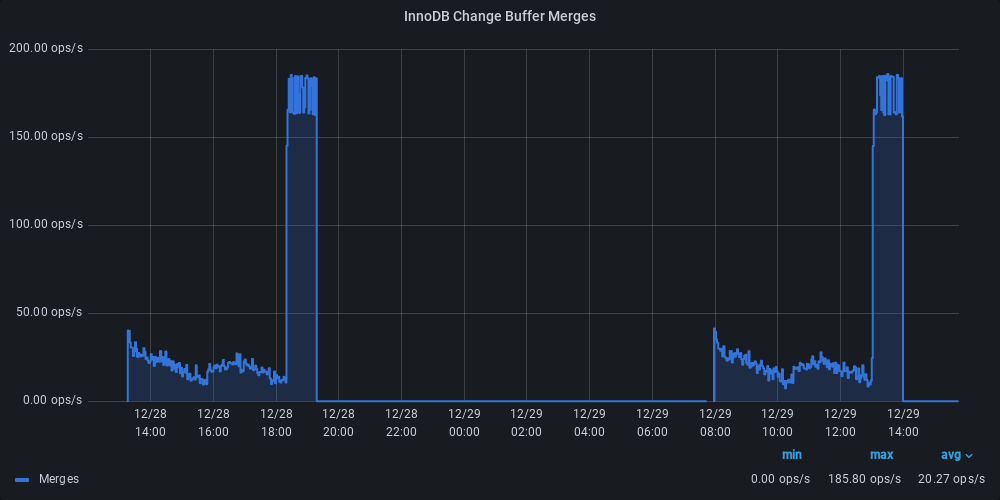 InnoDB Change Buffer Merges
200.00 ops/s
150.00 ops/s
100.00 ops/s
50.00 ops/s
0.00 ops/s
12/28 12/28 12/28 12/28 12/28 12/29 12/29 12/29 12/29 12/29 12/29 12/29 12/29
14:00 16:00 18:00 20:00 22:00 00:00 02:00 04:00 06:00 08:00 10:00 12:00 14:00
min max avg
Merges 0.00 ops/s 185.80 ops/s 20.27 ops/s